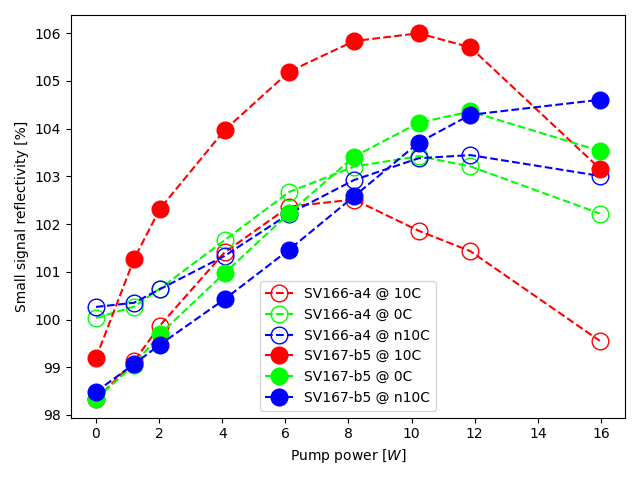 106
105
104
103
102
101
100
99
98
Small signal reflectivity [%]
SV166-a4 @ 10C
SV166-a4 @ 0C
SV166-a4 @ n10C
SV167-b5 @ 10C
SV167-b5 @ 0C
SV167-b5 @ n10C
0 2 4 6 8 10 12 14 16
Pump power [W]